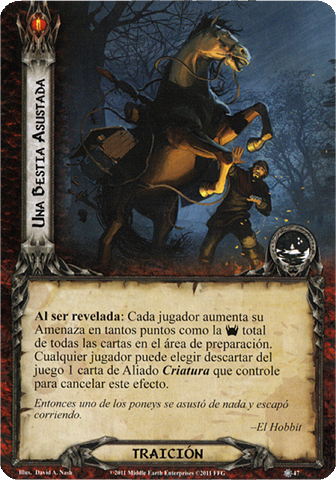 UNA BESTIA ASUSTADA
Al ser revelada: Cada jugador aumenta su
Amenaza en tantos puntos como la total
de todas las cartas en el área de preparación.
Cualquier jugador puede elegir descartar del
juego 1 carta de Aliado Criatura que controle
para cancelar este efecto.
Entonces uno de los poneys se asustó de nada y escapó
corriendo.
–El Hobbit
TRAICIÓN
Illus. David A. Nash
©2011 Middle Earth Enterprises ©2011 FFG
47